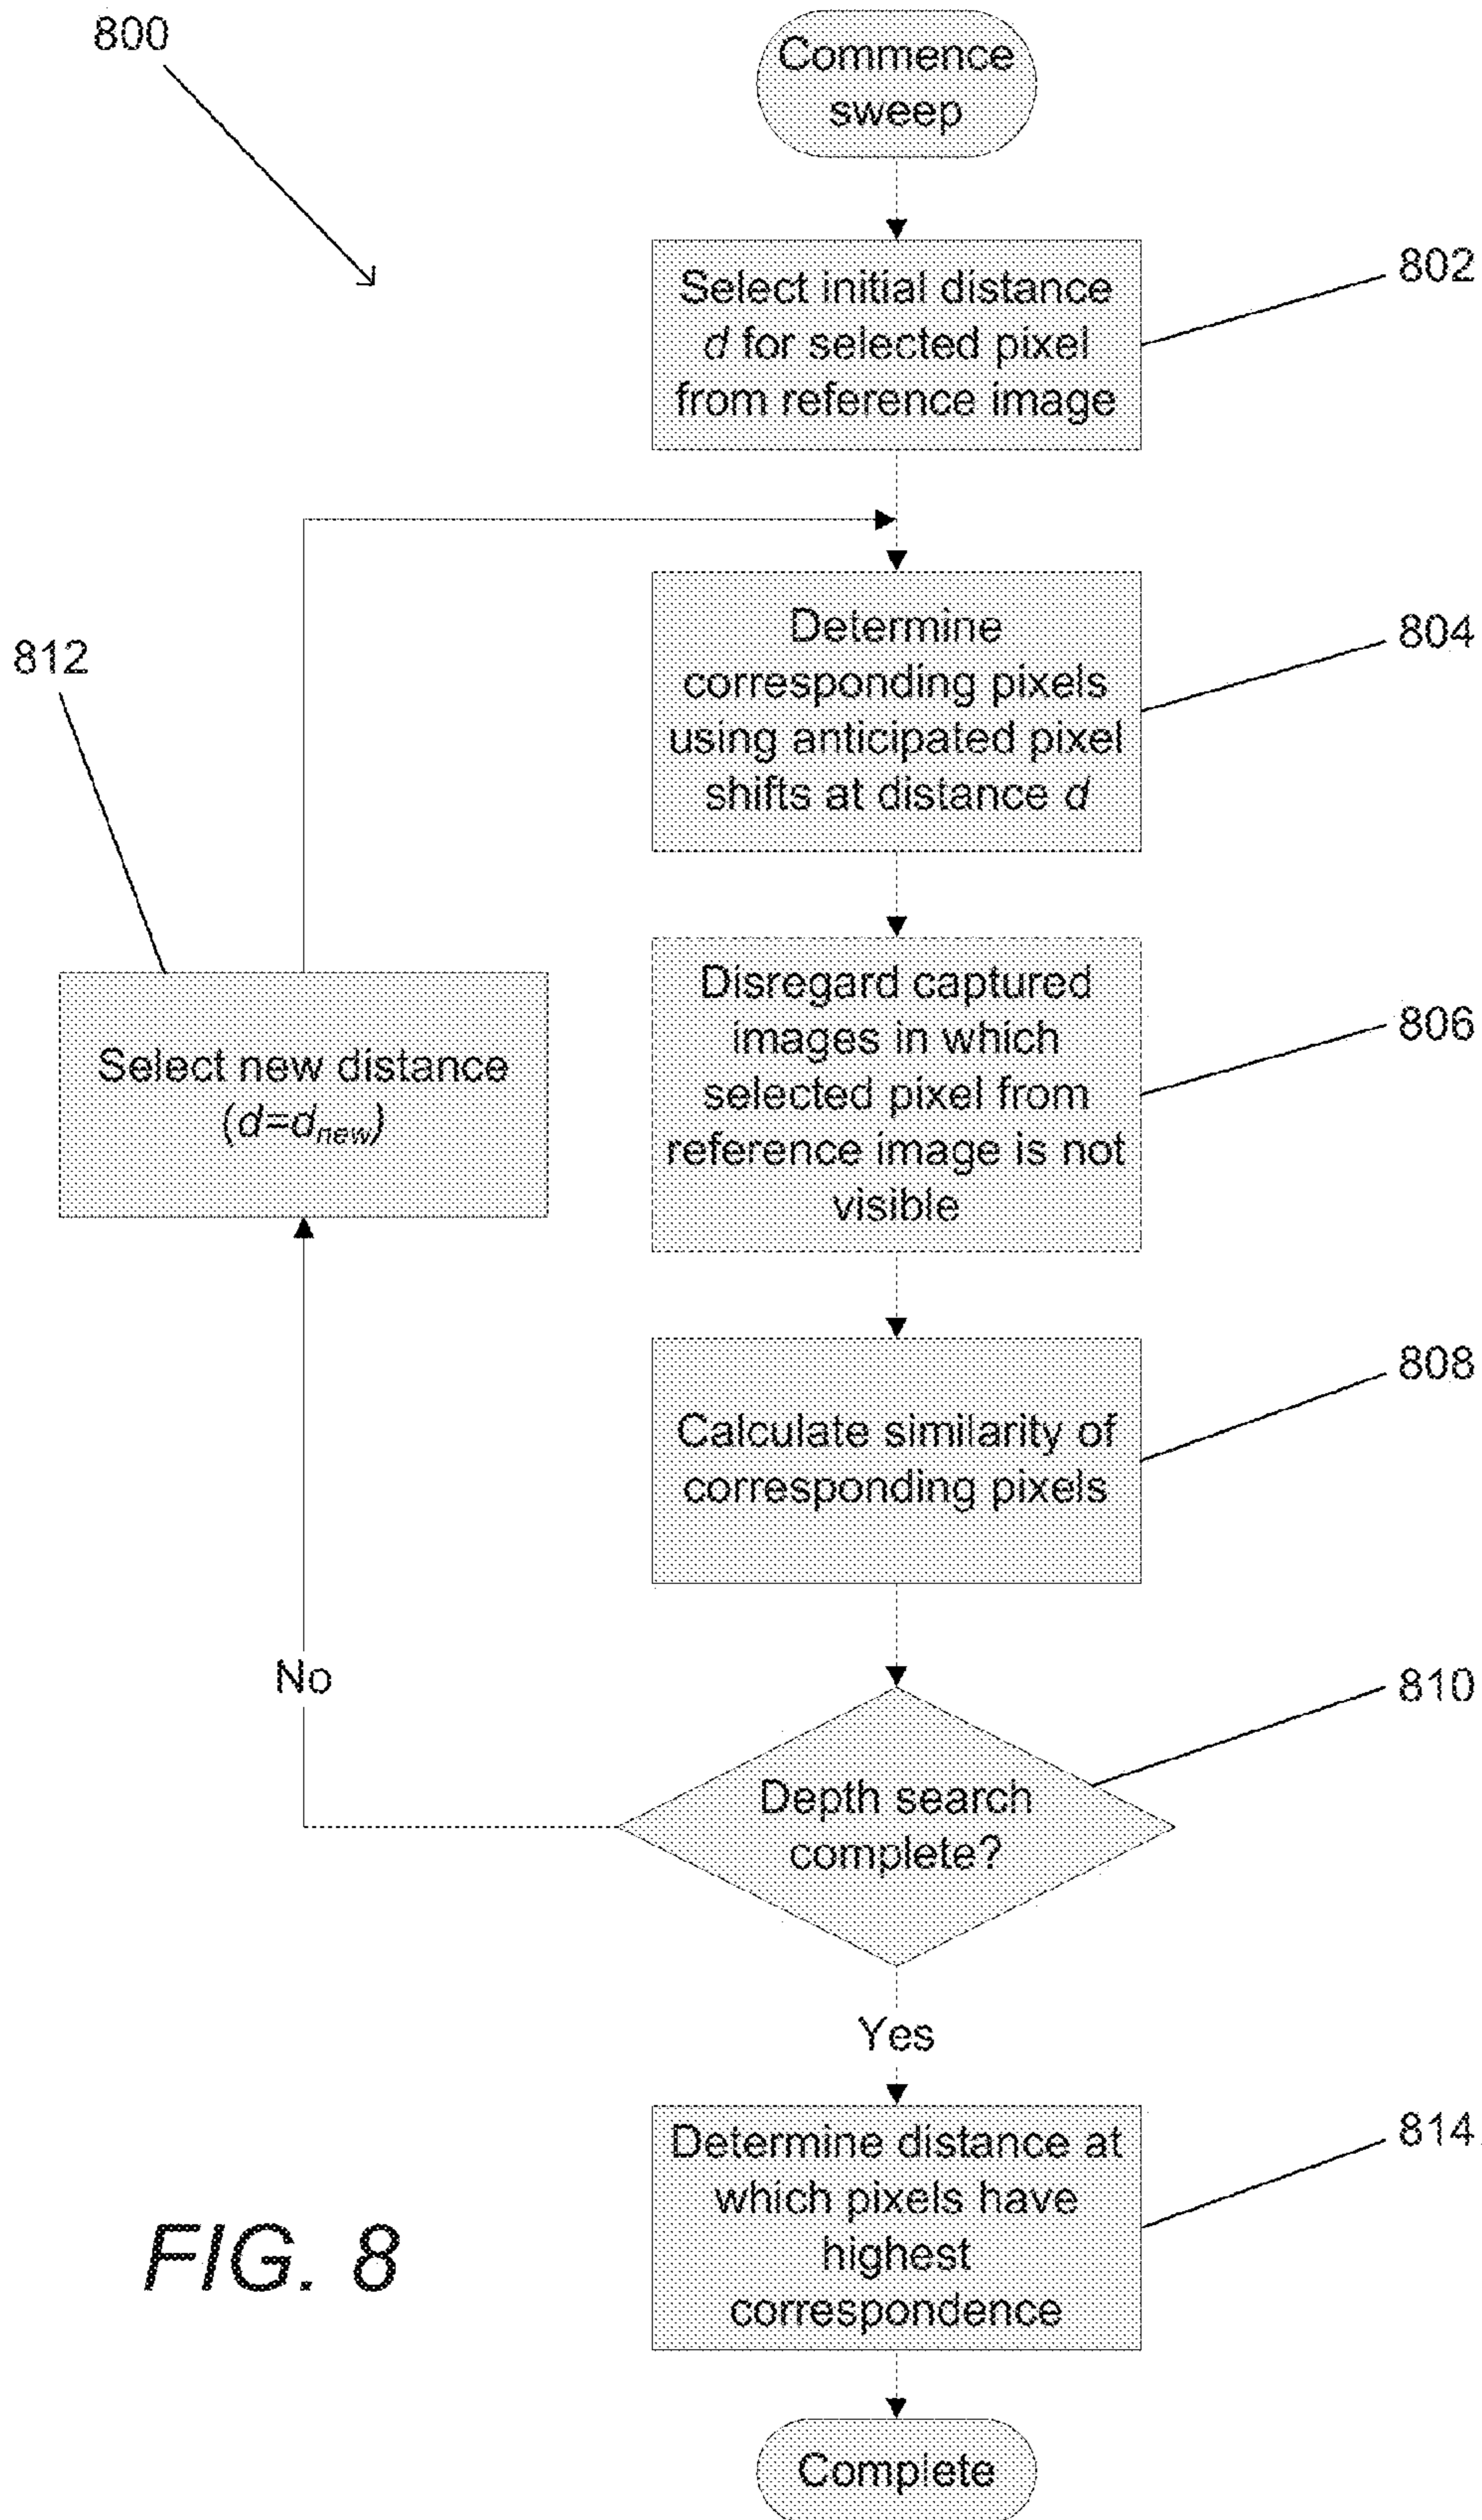 800
Commence
sweep
802
Select initial distance
d for selected pixel
from reference image
804
Determine
corresponding pixels
using anticipated pixel
shifts at distance d
812
Select new distance
(d=dnew)
806
Disregard captured
images in which
selected pixel from
reference image is not
visible
808
Calculate similarity of
corresponding pixels
No
810
Depth search
complete?
Yes
814
Determine distance at
which pixels have
highest
correspondence
FIG. 8
Complete